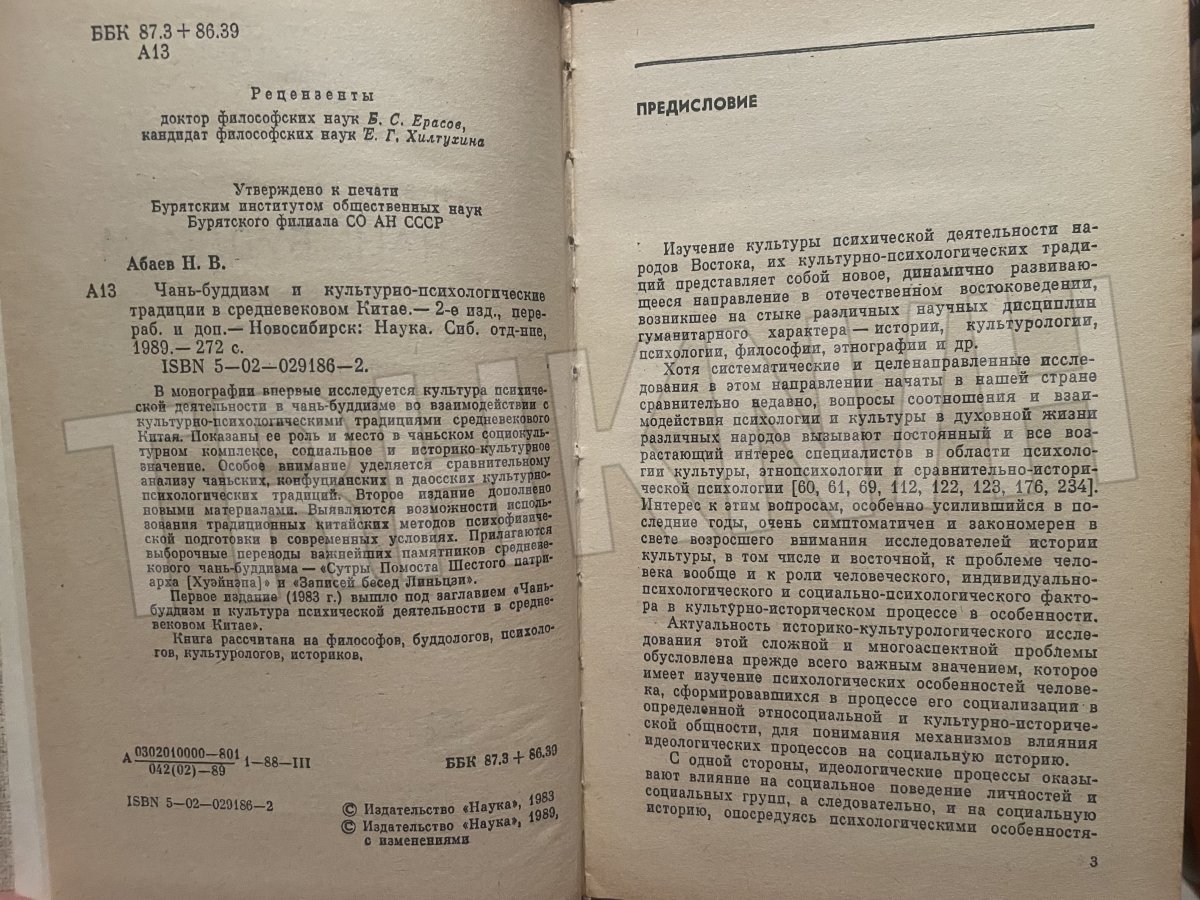 ББК 87.3 + 86.39
А13
Рецензенты
доктор философских наук Б. С. Ерасов,
кандидат философских наук Е. Г. Хилтухина
Утверждено к печати
Бурятским институтом общественных наук
Бурятского филиала СО АН СССР
Абаев Н. В.
А13 Чань-буддизм и культурно-психологические
традиции в средневековом Китае.— 2-е изд., пере-
раб. и доп.— Новосибирск: Наука. Сиб. отд-ние,
1989.— 272 с.
ISBN 5—02—029186—2.
В монографии впервые исследуется культура психиче-
ской деятельности в чань-буддизме во взаимодействии с
культурно-психологическими традициями средневекового
Китая. Показаны ее роль и место в чаньском социокуль-
турном комплексе, социальное и историко-культурное
значение. Особое внимание уделяется сравнительному
анализу чаньских, конфуцианских и даосских культурно-
психологических традиций. Второе издание дополнено
новыми материалами. Выявляются возможности исполь-
зования традиционных китайских методов психофизиче-
ской подготовки в современных условиях. Прилагаются
выборочные переводы важнейших памятников средневе-
кового чань-буддизма — «Сутры Помоста Шестого патри-
арха [Хуэйнэна]» и «Записей бесед Линьцзи».
Первое издание (1983 г.) вышло под заглавием «Чань-
буддизм и культура психической деятельности в средне-
вековом Китае».
Книга рассчитана на философов, буддологов, психоло-
гов, культурологов, историков.
А 0302010000—801
042(02)—89 1—88—III
ББК 87.3 + 86.39
ISBN 5—02—029186—2
© Издательство «Наука», 1983
© Издательство «Наука», 1989,
с изменениями
ПРЕДИСЛОВИЕ
Изучение культуры психической деятельности на-
родов Востока, их культурно-психологических тради-
ций представляет собой новое, динамично развиваю-
щееся направление в отечественном востоковедении,
возникшее на стыке различных научных дисциплин
гуманитарного характера — истории, культурологии,
психологии, философии, этнографии и др.
Хотя систематические и целенаправленные иссле-
дования в этом направлении начаты в нашей стране
сравнительно недавно, вопросы соотношения и взаи-
модействия психологии и культуры в духовной жизни
различных народов вызывают постоянный и все воз-
растающий интерес специалистов в области психоло-
гии культуры, этнопсихологии и сравнительно-истори-
ческой психологии [60, 61, 69, 112, 122, 123, 176, 234].
Интерес к этим вопросам, особенно усилившийся в по-
следние годы, очень симптоматичен и закономерен в
свете возросшего внимания исследователей истории
культуры, в том числе и восточной, к проблеме чело-
века вообще и к роли человеческого, индивидуально-
психологического и социально-психологического факто-
ра в культурно-историческом процессе в особенности.
Актуальность историко-культурологического иссле-
дования этой сложной и многоаспектной проблемы
обусловлена прежде всего важным значением, которое
имеет изучение психологических особенностей челове-
ка, сформировавшихся в процессе его социализации в
определенной этносоциальной и культурно-историче-
ской общности, для понимания механизмов влияния
идеологических процессов на социальную историю.
С одной стороны, идеологические процессы оказы-
вают влияние на социальное поведение личностей и
социальных групп, а следовательно, и на социальную
историю, опосредуясь психологическими особенностя-
3